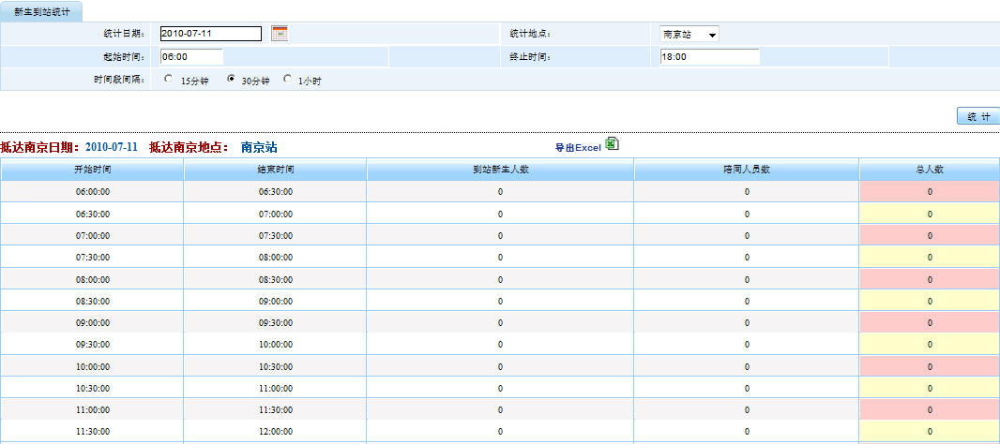 新生到站统计
统计日期： 2010-07-11 统计地点： 南京站
起始时间： 06:00 终止时间： 18:00
时间段间隔： 15分钟 30分钟 1小时
统 计
抵达南京日期：2010-07-11 抵达南京地点： 南京站 导出Excel
开始时间 结束时间 到站新生人数 陪同人员数 总人数
06:00:00 06:30:00 0 0 0
06:30:00 07:00:00 0 0 0
07:00:00 07:30:00 0 0 0
07:30:00 08:00:00 0 0 0
08:00:00 08:30:00 0 0 0
08:30:00 09:00:00 0 0 0
09:00:00 09:30:00 0 0 0
09:30:00 10:00:00 0 0 0
10:00:00 10:30:00 0 0 0
10:30:00 11:00:00 0 0 0
11:00:00 11:30:00 0 0 0
11:30:00 12:00:00 0 0 0